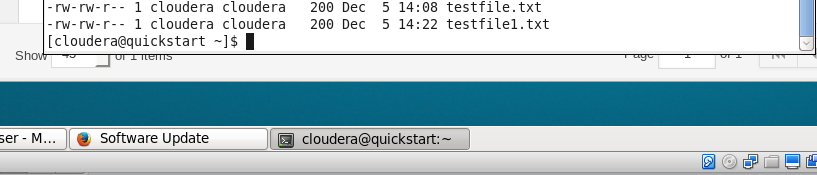 -rw-rw-r-- 1 cloudera cloudera   200 Dec  5 14:08 testfile.txt
-rw-rw-r-- 1 cloudera cloudera   200 Dec  5 14:22 testfile1.txt
[cloudera@quickstart ~]$
Show 45 of 1 items Page 1 of 1
ser - M... Software Update cloudera@quickstart:~